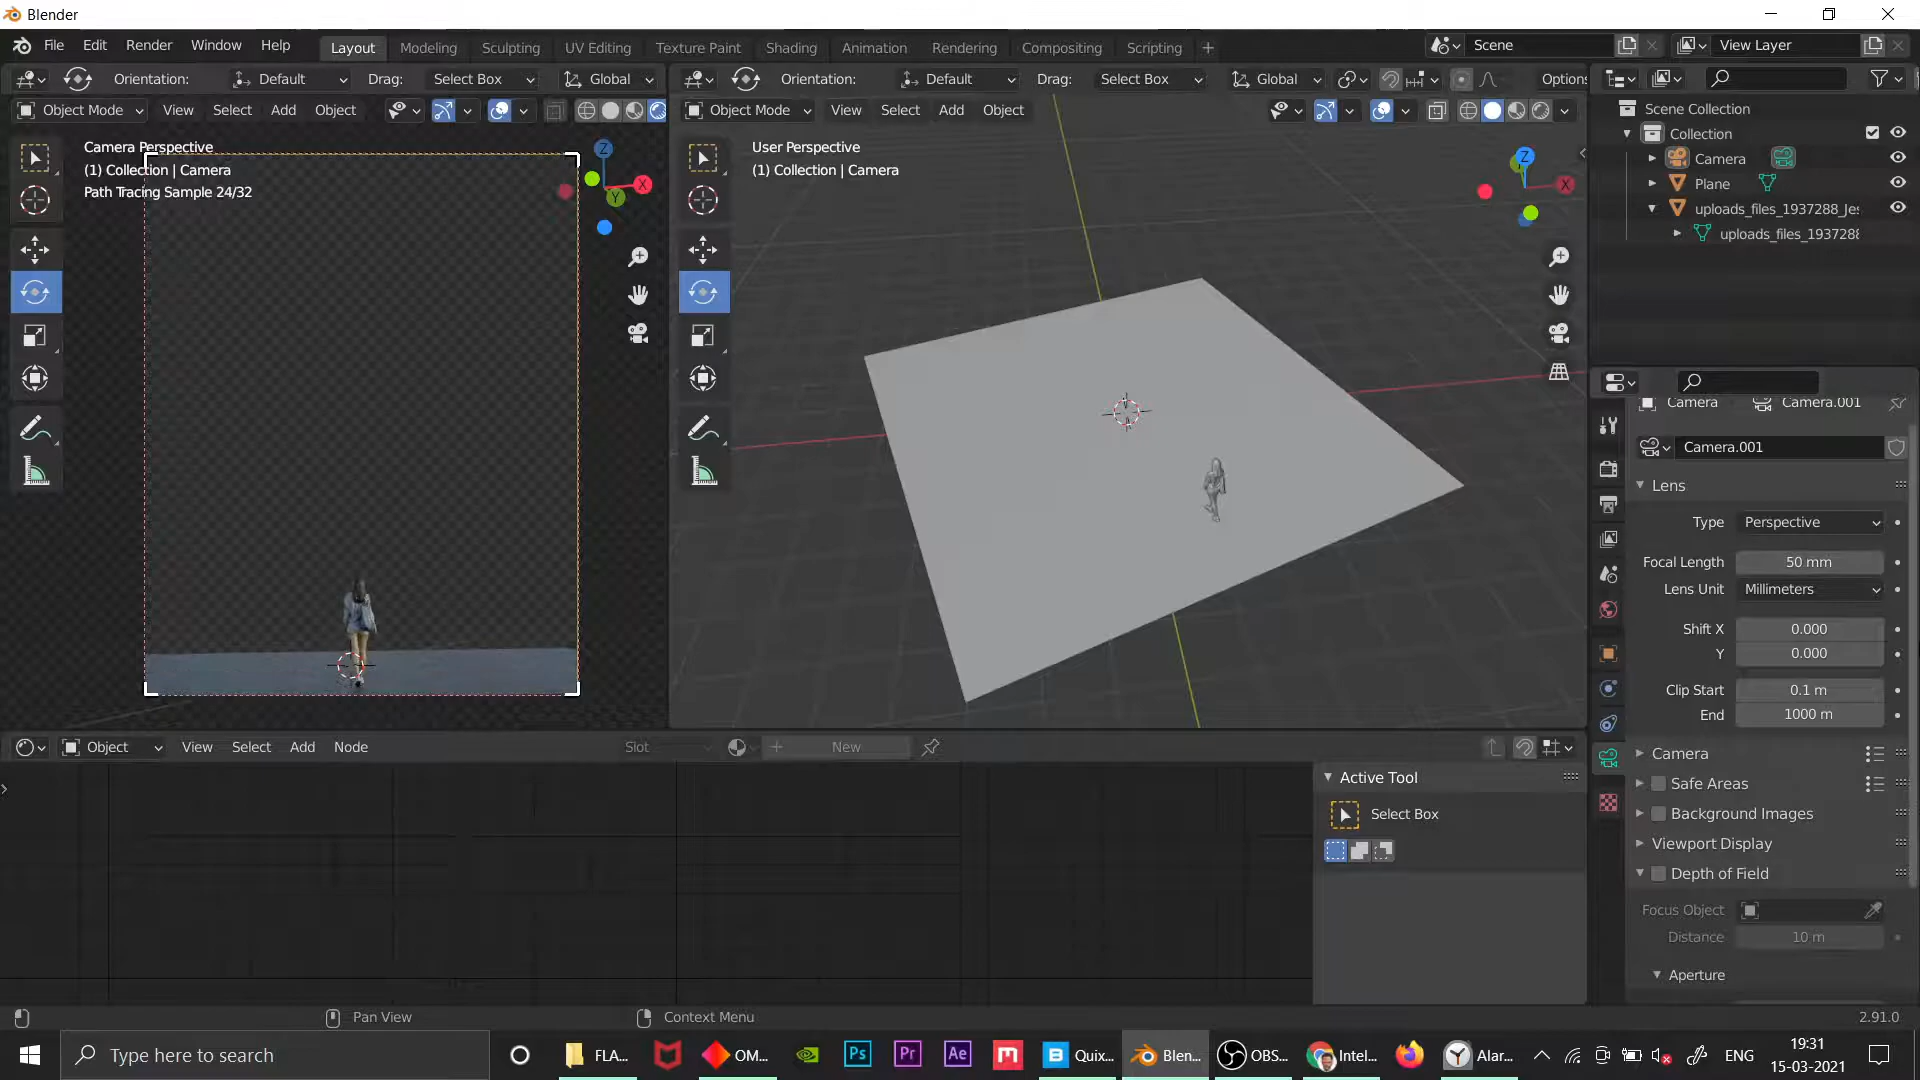 Blender
File Edit Render Window Help Layout Modeling Sculpting UV Editing Texture Paint Shading Animation Rendering Compositing Scripting + Scene View Layer
Orientation: Default Drag: Select Box Global Orientation: Default Drag: Select Box Global Options
Object Mode View Select Add Object Object Mode View Select Add Object
Camera Perspective
(1) Collection | Camera
Path Tracing Sample 24/32
Z
X
Y
User Perspective
(1) Collection | Camera
Z
X
Y
Scene Collection
Collection
Camera
Plane
uploads_files_1937288_Je
uploads_files_193728
Camera Camera.001
Camera.001
Lens
Type Perspective
Focal Length 50 mm
Lens Unit Millimeters
Shift X 0.000
Y 0.000
Clip Start 0.1 m
End 1000 m
Camera
Safe Areas
Background Images
Viewport Display
Depth of Field
Focus Object
Distance 10 m
Aperture
Object View Select Add Node Slot New
Active Tool
Select Box
Pan View Context Menu 2.91.0
Type here to search FLA... OM... Ps Pr Ae Quix... Blen... OBS... Intel... Alar... ENG 19:31
15-03-2021